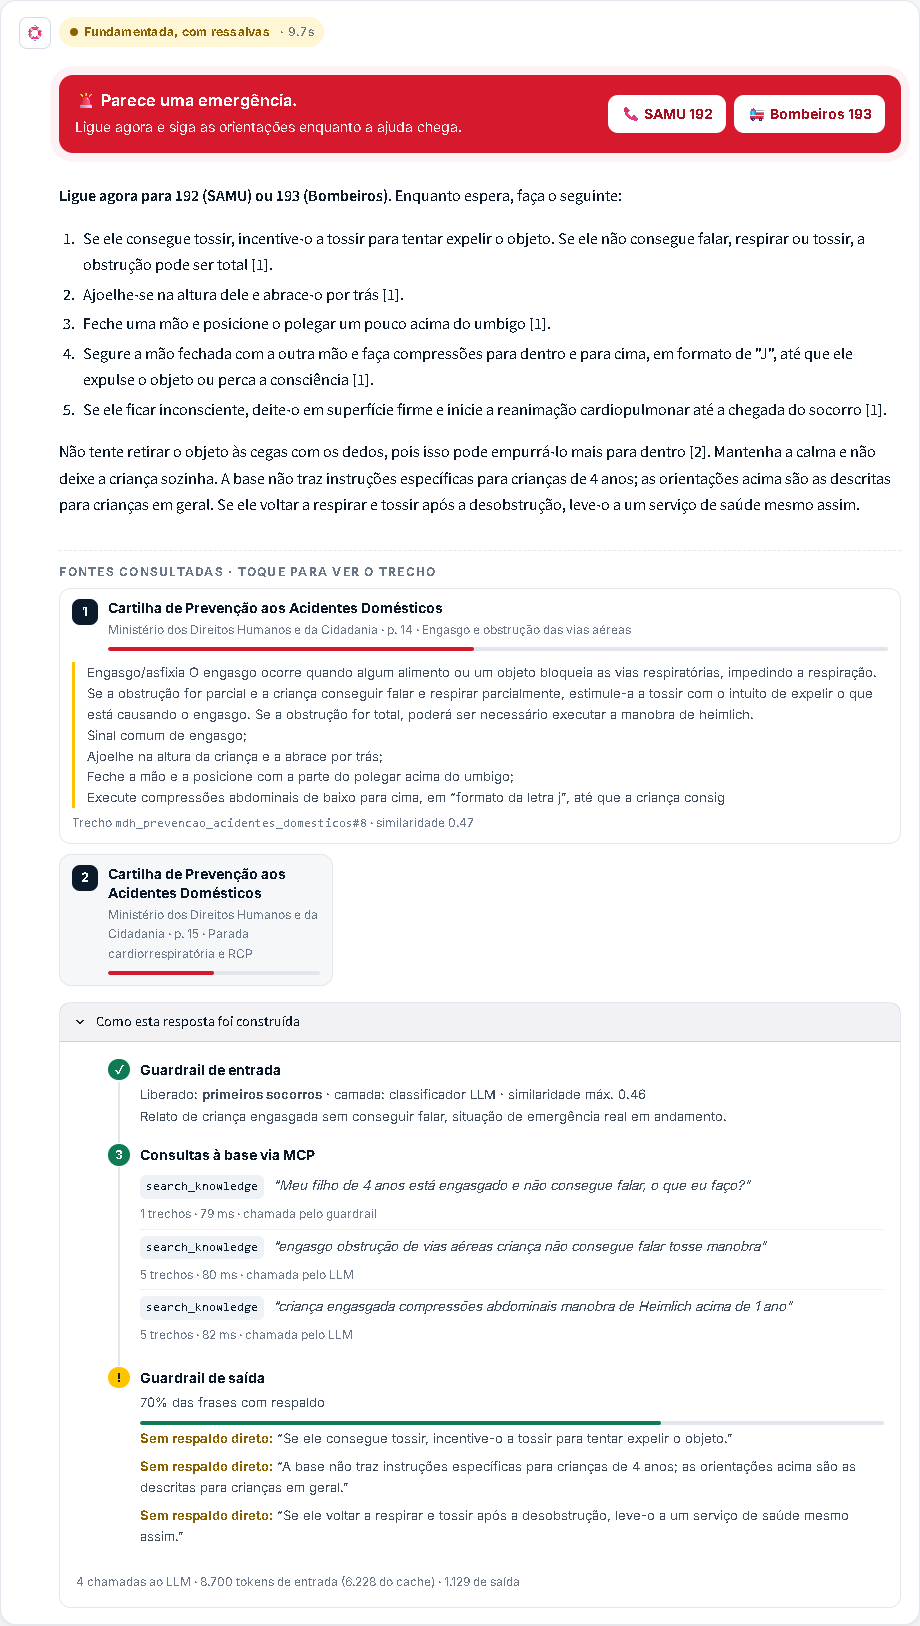 Fundamentada, com ressalvas · 9.7s
Parece uma emergência.
Ligue agora e siga as orientações enquanto a ajuda chega.
SAMU 192
Bombeiros 193
Ligue agora para 192 (SAMU) ou 193 (Bombeiros). Enquanto espera, faça o seguinte:
1. Se ele consegue tossir, incentive-o a tossir para tentar expelir o objeto. Se ele não consegue falar, respirar ou tossir, a
obstrução pode ser total [1].
2. Ajoelhe-se na altura dele e abrace-o por trás [1].
3. Feche uma mão e posicione o polegar um pouco acima do umbigo [1].
4. Segure a mão fechada com a outra mão e faça compressões para dentro e para cima, em formato de "J", até que ele
expulse o objeto ou perca a consciência [1].
5. Se ele ficar inconsciente, deite-o em superfície firme e inicie a reanimação cardiopulmonar até a chegada do socorro [1].
Não tente retirar o objeto às cegas com os dedos, pois isso pode empurrá-lo mais para dentro [2]. Mantenha a calma e não
deixe a criança sozinha. A base não traz instruções específicas para crianças de 4 anos; as orientações acima são as descritas
para crianças em geral. Se ele voltar a respirar e tossir após a desobstrução, leve-o a um serviço de saúde mesmo assim.
FONTES CONSULTADAS · TOQUE PARA VER O TRECHO
1
Cartilha de Prevenção aos Acidentes Domésticos
Ministério dos Direitos Humanos e da Cidadania · p. 14 · Engasgo e obstrução das vias aéreas
Engasgo/asfixia O engasgo ocorre quando algum alimento ou um objeto bloqueia as vias respiratórias, impedindo a respiração.
Se a obstrução for parcial e a criança conseguir falar e respirar parcialmente, estimule-a a tossir com o intuito de expelir o que
está causando o engasgo. Se a obstrução for total, poderá ser necessário executar a manobra de heimlich.
Sinal comum de engasgo;
Ajoelhe na altura da criança e a abrace por trás;
Feche a mão e a posicione com a parte do polegar acima do umbigo;
Execute compressões abdominais de baixo para cima, em “formato da letra j”, até que a criança consig
Trecho mdh_prevencao_acidentes_domesticos#8 · similaridade 0.47
2
Cartilha de Prevenção aos
Acidentes Domésticos
Ministério dos Direitos Humanos e da
Cidadania · p. 15 · Parada
cardiorrespiratória e RCP
Como esta resposta foi construída
Guardrail de entrada
Liberado: primeiros socorros · camada: classificador LLM · similaridade máx. 0.46
Relato de criança engasgada sem conseguir falar, situação de emergência real em andamento.
3
Consultas à base via MCP
search_knowledge "Meu filho de 4 anos está engasgado e não consegue falar, o que eu faço?"
1 trechos · 79 ms · chamada pelo guardrail
search_knowledge "engasgo obstrução de vias aéreas criança não consegue falar tosse manobra"
5 trechos · 80 ms · chamada pelo LLM
search_knowledge "criança engasgada compressões abdominais manobra de Heimlich acima de 1 ano"
5 trechos · 82 ms · chamada pelo LLM
!
Guardrail de saída
70% das frases com respaldo
Sem respaldo direto: "Se ele consegue tossir, incentive-o a tossir para tentar expelir o objeto."
Sem respaldo direto: "A base não traz instruções específicas para crianças de 4 anos; as orientações acima são as
descritas para crianças em geral."
Sem respaldo direto: "Se ele voltar a respirar e tossir após a desobstrução, leve-o a um serviço de saúde mesmo
assim."
4 chamadas ao LLM · 8.700 tokens de entrada (6.228 do cache) · 1.129 de saída